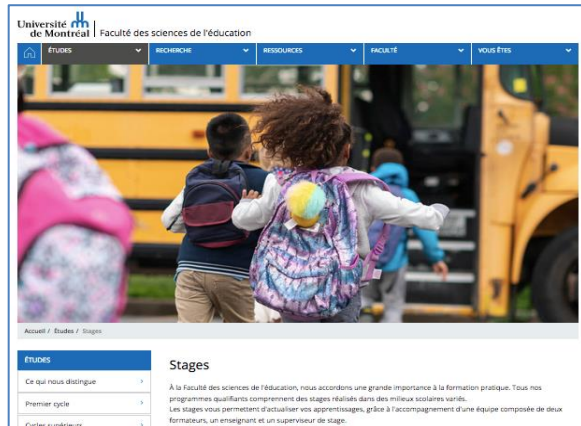 Université
de Montréal
Faculté des sciences de l'éducation
ÉTUDES
RECHERCHE
RESSOURCES
FACULTÉ
VOUS ÊTES
Accueil / Études / Stages
ÉTUDES
Ce qui nous distingue
Premier cycle
Cycles supérieurs
Stages
À la Faculté des sciences de l'éducation, nous accordons une grande importance à la formation pratique. Tous nos
programmes qualifiants comprennent des stages réalisés dans des milieux scolaires variés.
Les stages vous permettent d'actualiser vos apprentissages, grâce à l'accompagnement d'une équipe composée de deux
formateurs, un enseignant et un superviseur de stage.